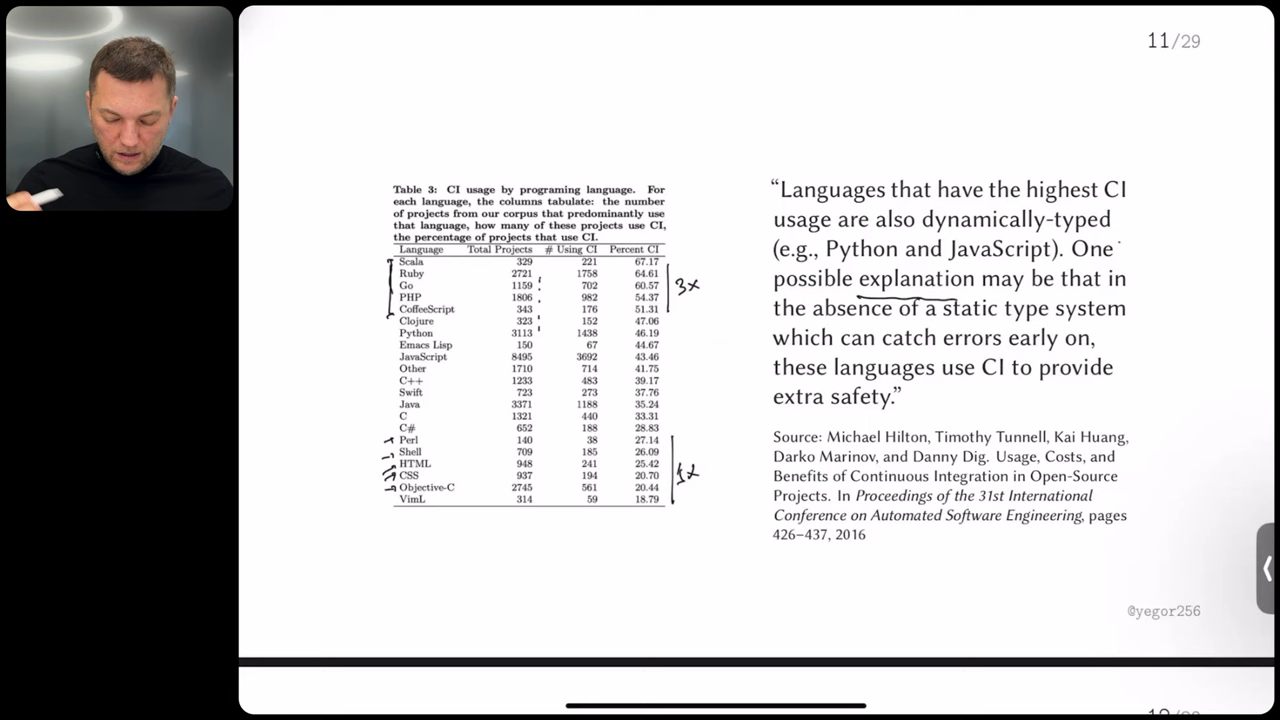 11/29
Table 3: CI usage by programing language. For
each language, the columns tabulate: the number
of projects from our corpus that predominantly use
that language, how many of these projects use CI,
the percentage of projects that use CI.
Language Total Projects # Using CI Percent CI
Scala 329 221 67.17
Ruby 2721 1758 64.61
Go 1159 702 60.57
PHP 1806 982 54.37
CoffeeScript 343 176 51.31
Clojure 323 152 47.06
Python 3113 1438 46.19
Emacs Lisp 150 67 44.67
JavaScript 8495 3692 43.46
Other 1710 714 41.75
C++ 1233 483 39.17
Swift 723 273 37.76
Java 3371 1188 35.24
C 1321 440 33.31
C# 652 188 28.83
Perl 140 38 27.14
Shell 709 185 26.09
HTML 948 241 25.42
CSS 937 194 20.70
Objective-C 2745 561 20.44
VimL 314 59 18.79
3x
“Languages that have the highest CI
usage are also dynamically-typed
(e.g., Python and JavaScript). One
possible explanation may be that in
the absence of a static type system
which can catch errors early on,
these languages use CI to provide
extra safety.”
Source: Michael Hilton, Timothy Tunnell, Kai Huang,
Darko Marinov, and Danny Dig. Usage, Costs, and
Benefits of Continuous Integration in Open-Source
Projects. In Proceedings of the 31st International
Conference on Automated Software Engineering, pages
426–437, 2016
@yegor256